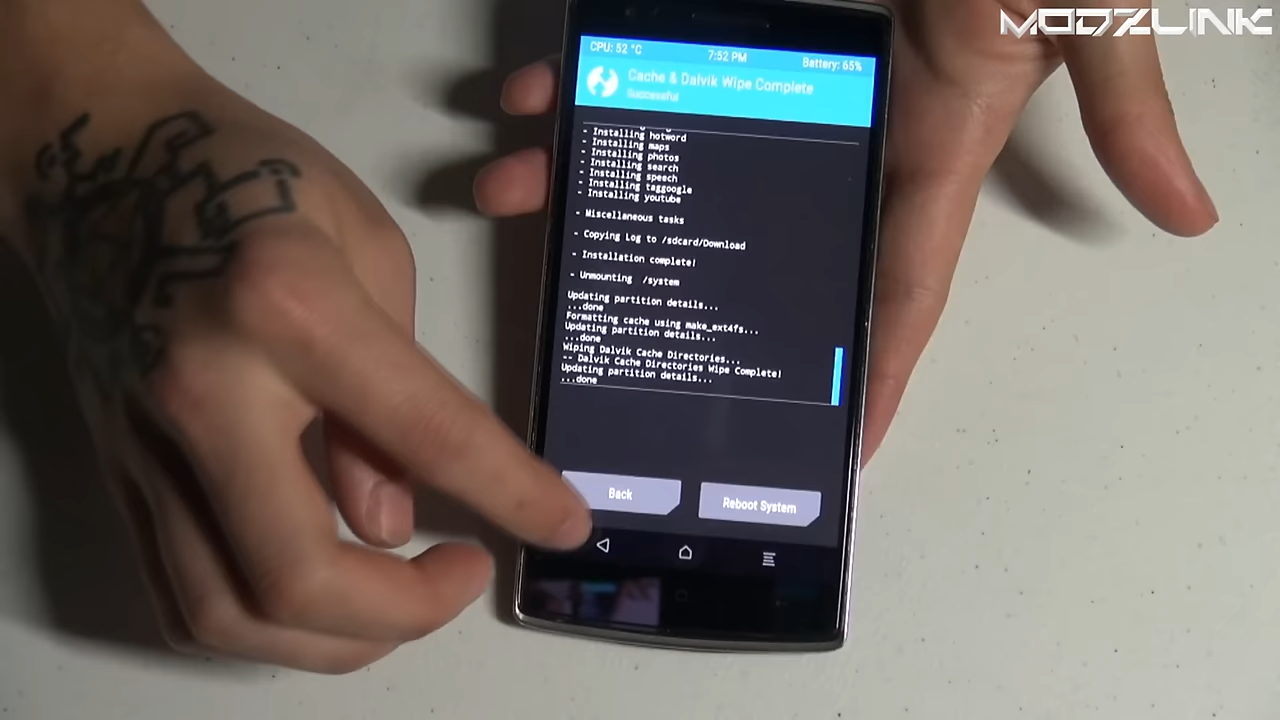 MODZLINK
CPU: 52 °C 7:52 PM Battery: 65%
Cache & Dalvik Wipe Complete
Successful
- Installing hotword
- Installing maps
- Installing photos
- Installing search
- Installing speech
- Installing taggoogle
- Installing youtube
- Miscellaneous tasks
- Copying Log to /sdcard/Download
- Installation complete!
- Unmounting /system
Updating partition details...
...done
Formatting cache using make_ext4fs...
Updating partition details...
...done
Wiping Dalvik Cache Directories...
-- Dalvik Cache Directories Wipe Complete!
Updating partition details...
...done
Back Reboot System